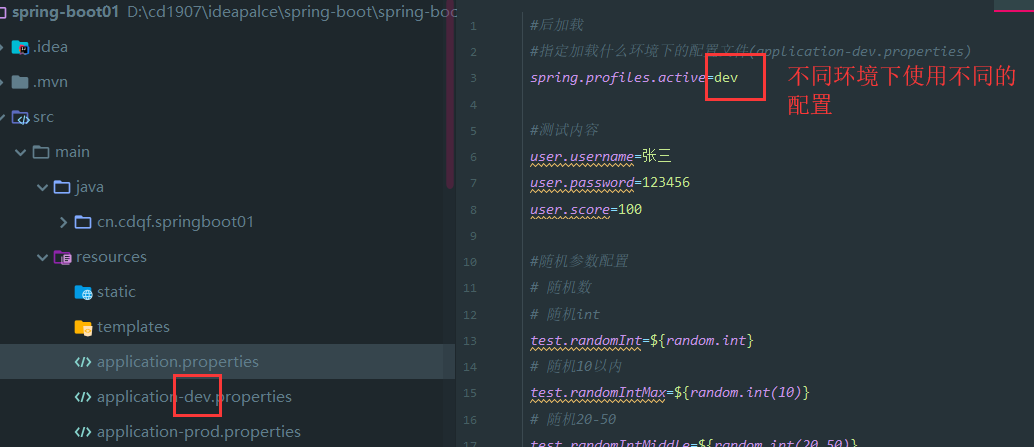 spring-boot01 D:\cd1907\ideapalce\spring-boot\spring-boo
.idea
.mvn
src
main
java
cn.cdqf.springboot01
resources
static
templates
application.properties
application-dev.properties
application-prod.properties
1 #后加载
2 #指定加载什么环境下的配置文件(application-dev.properties)
3 spring.profiles.active=dev
4
5 #测试内容
6 user.username=张三
7 user.password=123456
8 user.score=100
9
10 #随机参数配置
11 # 随机数
12 # 随机int
13 test.randomInt=${random.int}
14 # 随机10以内
15 test.randomIntMax=${random.int(10)}
16 # 随机20-50
17 test.randomIntMiddle=${random.int(20,50)}
不同环境下使用不同的
配置